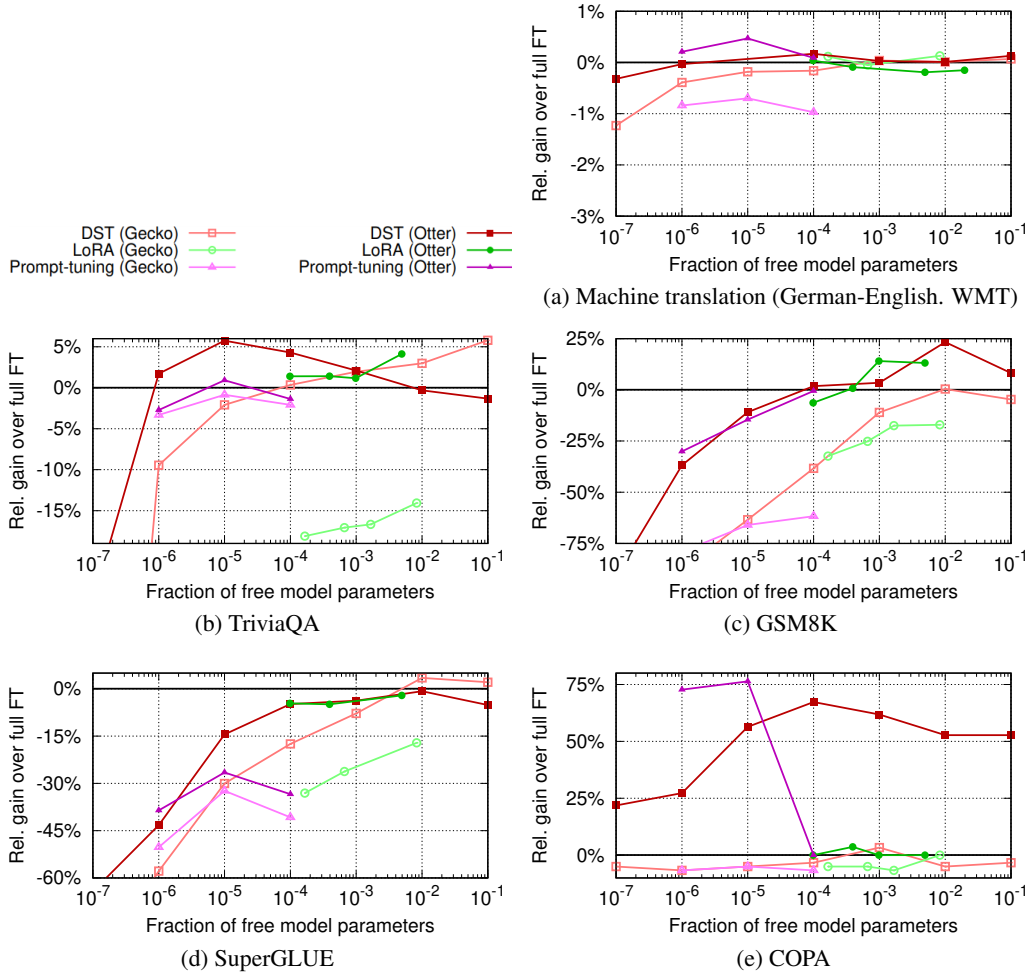 1%
0%
-1%
-2%
-3%
Rel. gain over full FT
10^-7 10^-6 10^-5 10^-4 10^-3 10^-2 10^-1
Fraction of free model parameters
(a) Machine translation (German-English. WMT)
DST (Gecko)
LoRA (Gecko)
Prompt-tuning (Gecko)
DST (Otter)
LoRA (Otter)
Prompt-tuning (Otter)
5%
0%
-5%
-10%
-15%
Rel. gain over full FT
10^-7 10^-6 10^-5 10^-4 10^-3 10^-2 10^-1
Fraction of free model parameters
(b) TriviaQA
25%
0%
-25%
-50%
-75%
Rel. gain over full FT
10^-7 10^-6 10^-5 10^-4 10^-3 10^-2 10^-1
Fraction of free model parameters
(c) GSM8K
0%
-15%
-30%
-45%
-60%
Rel. gain over full FT
10^-7 10^-6 10^-5 10^-4 10^-3 10^-2 10^-1
Fraction of free model parameters
(d) SuperGLUE
75%
50%
25%
0%
Rel. gain over full FT
10^-7 10^-6 10^-5 10^-4 10^-3 10^-2 10^-1
Fraction of free model parameters
(e) COPA